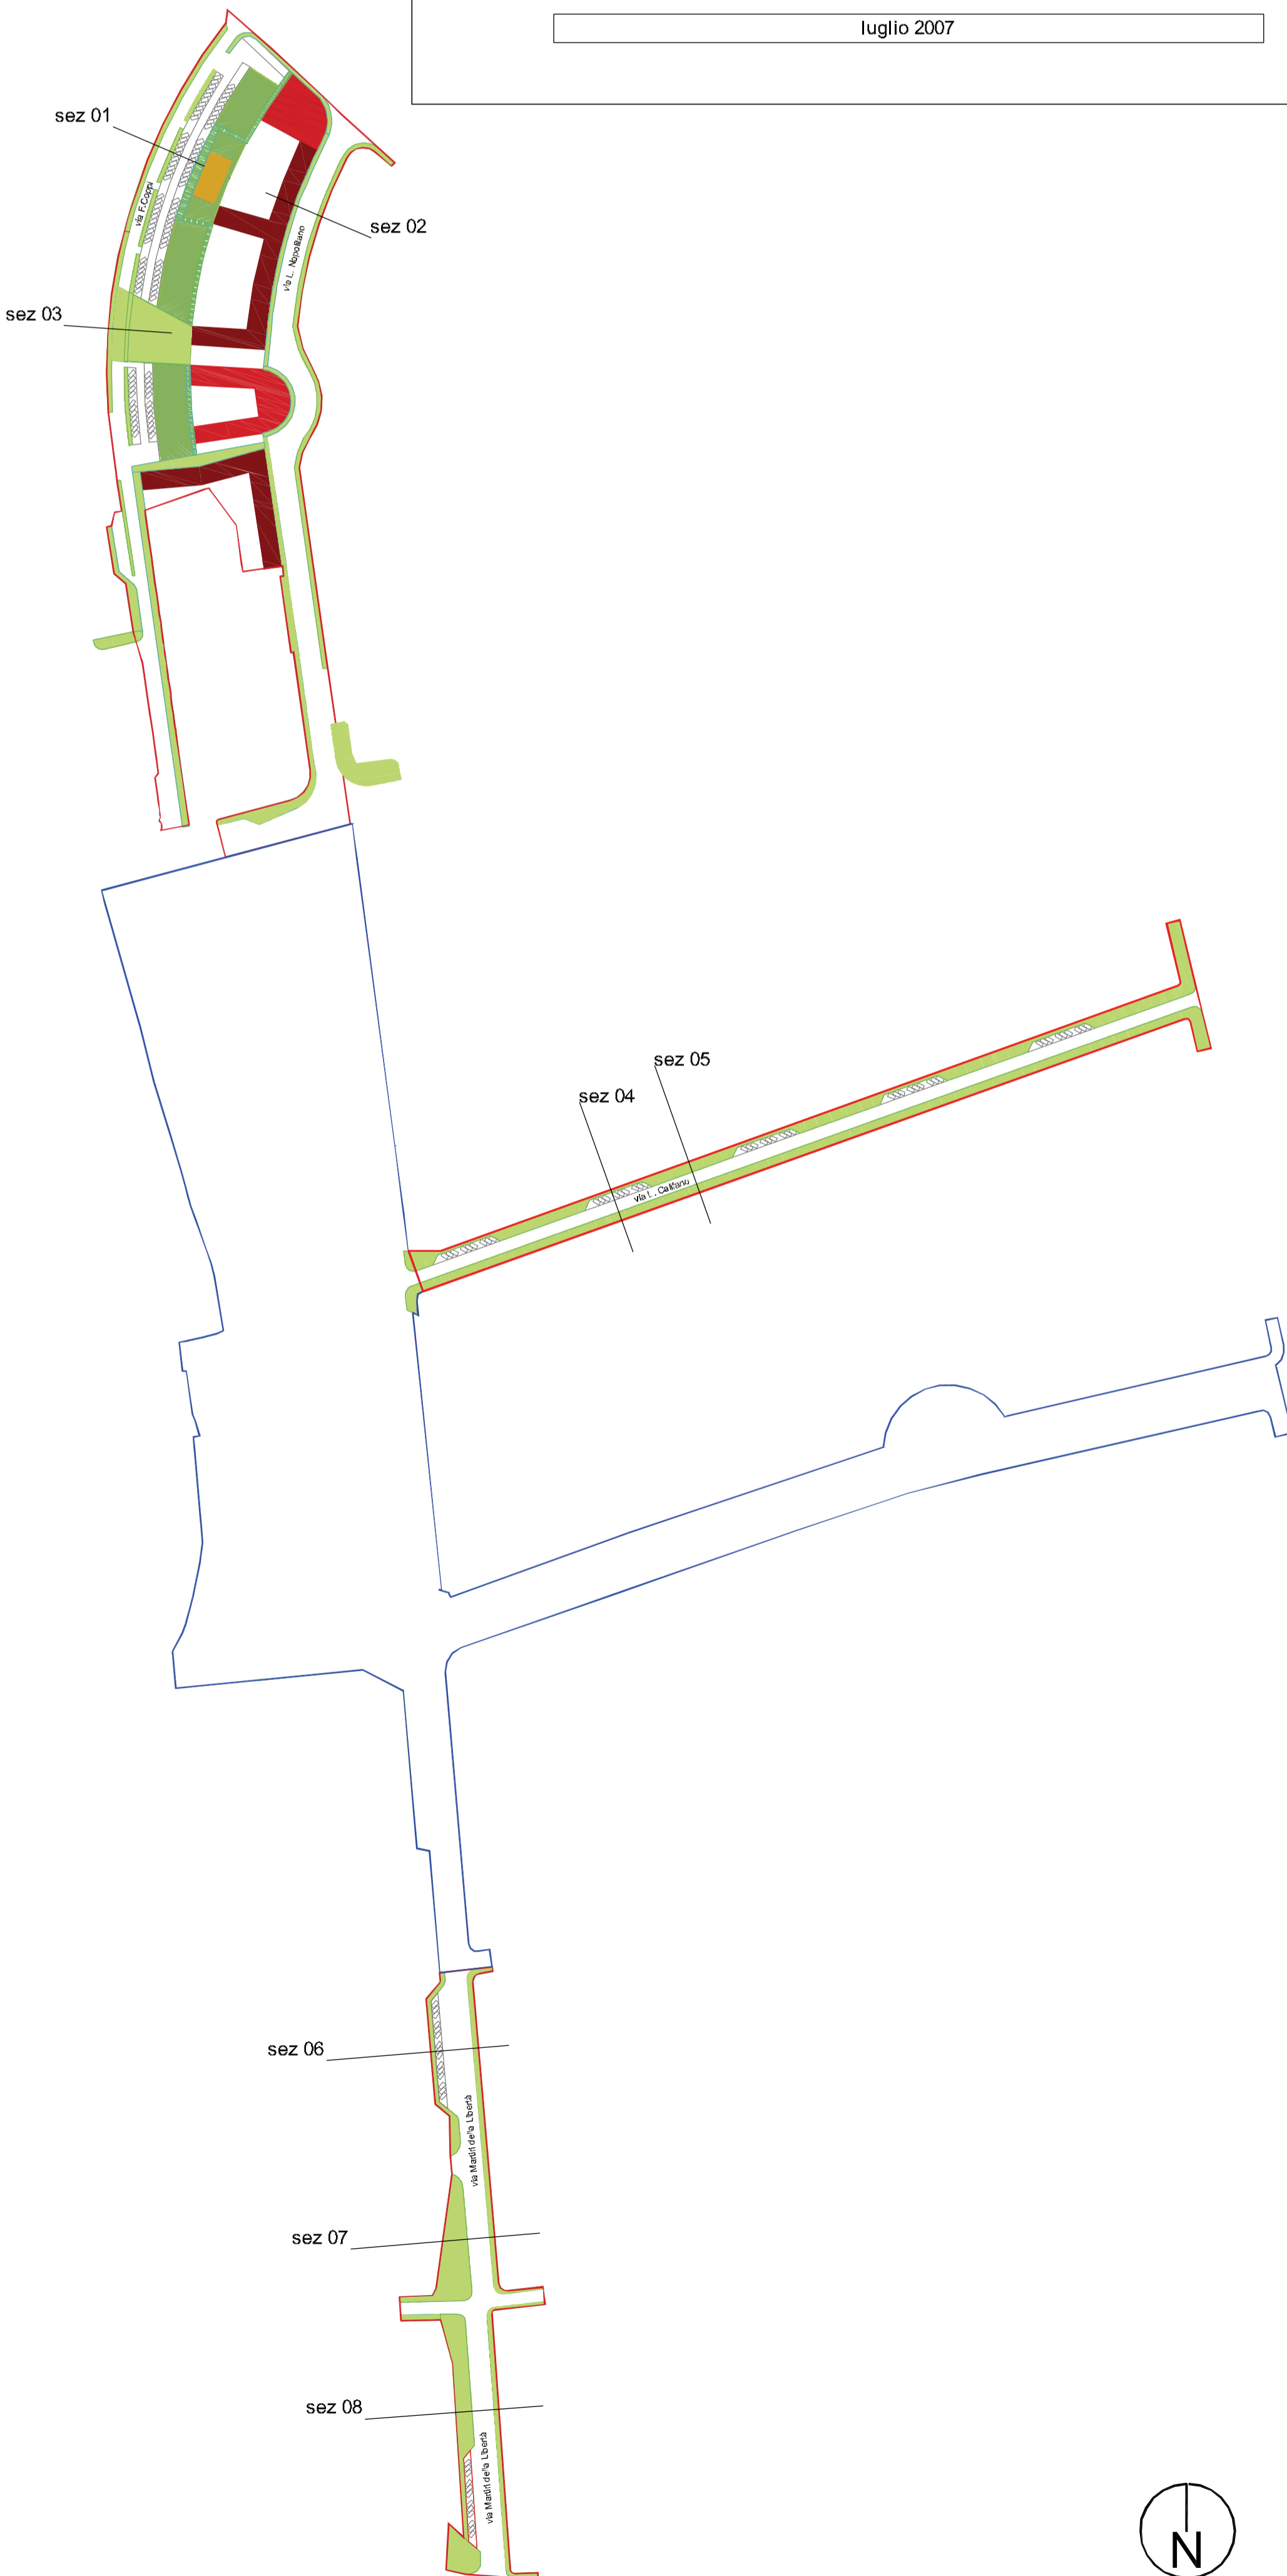 luglio 2007
sez 01
via F.Coppi
sez 02
via L. Napolitano
sez 03
sez 05
sez 04
via L. Califano
sez 06
via Martiri della Libertà
sez 07
sez 08
via Martiri della Libertà
N